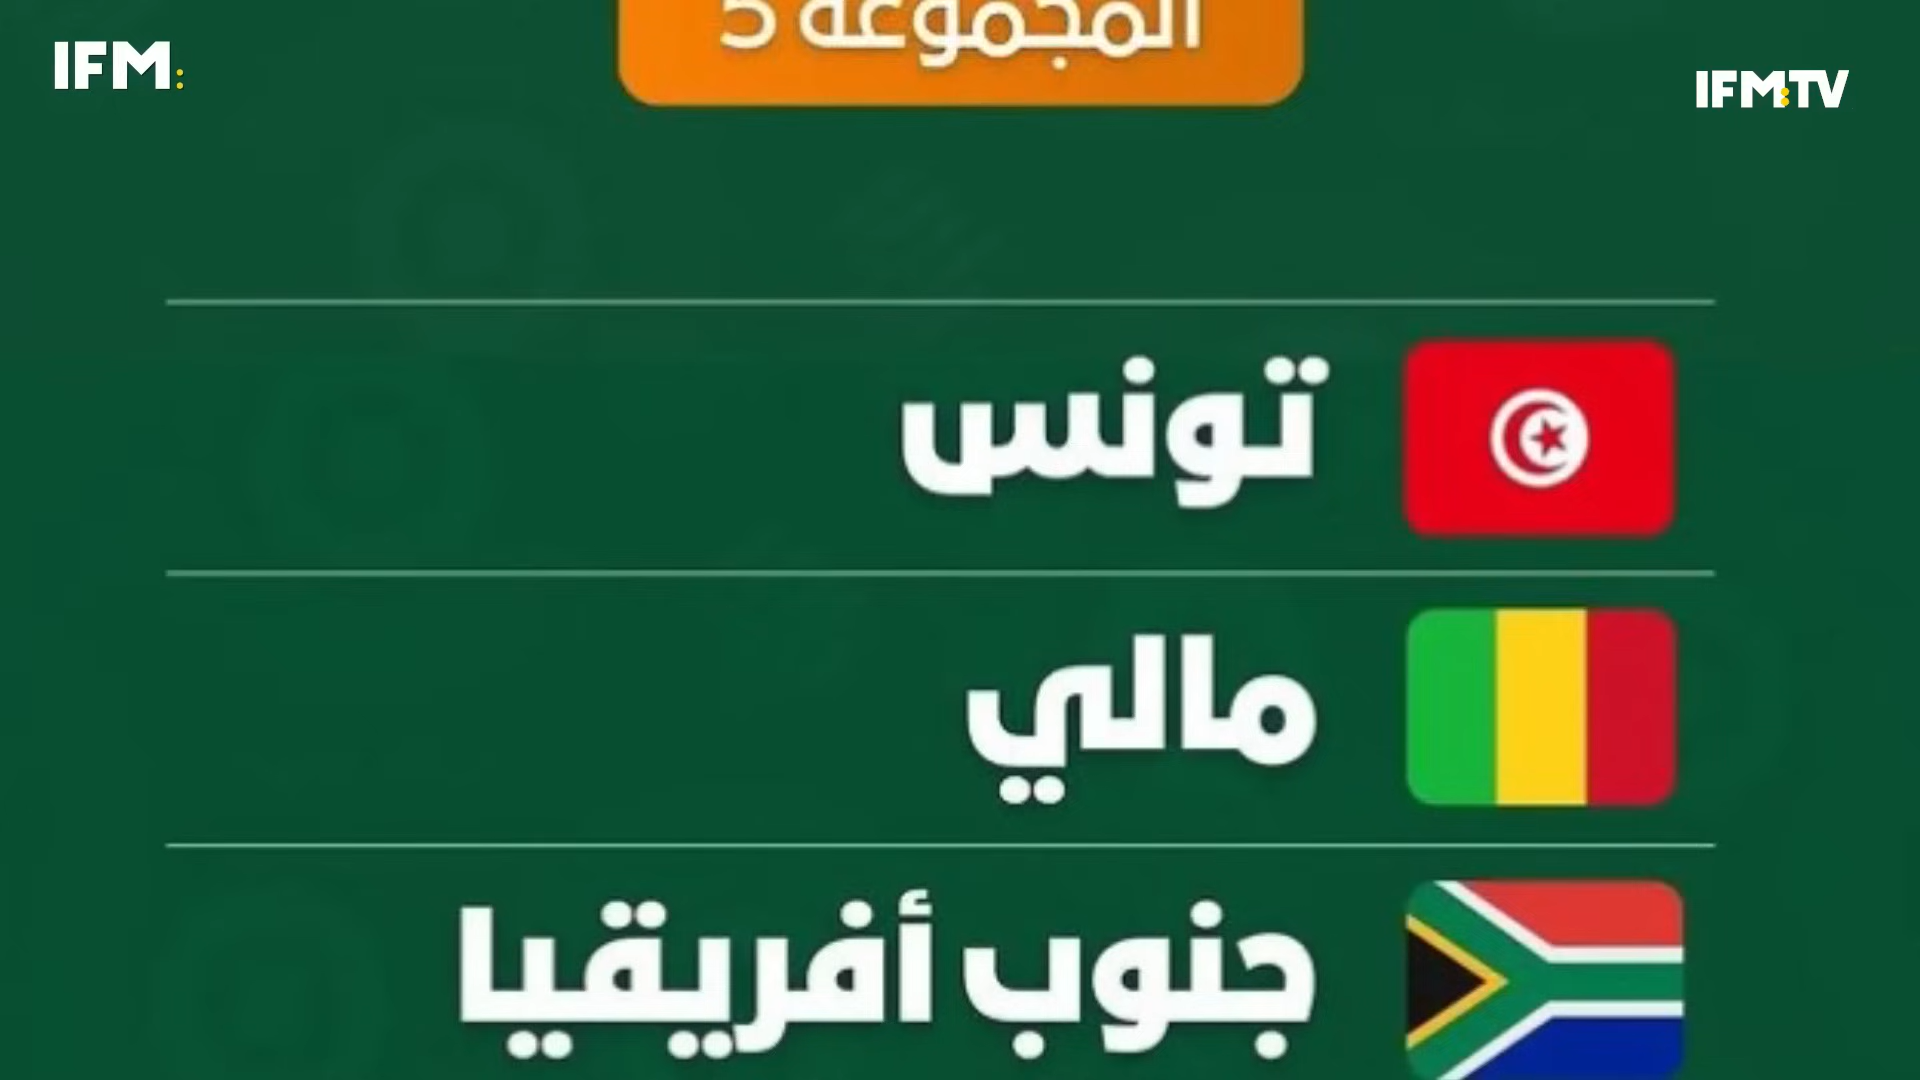 المجموعة 5
IFM:
IFM:TV
تونس
مالي
جنوب أفريقيا